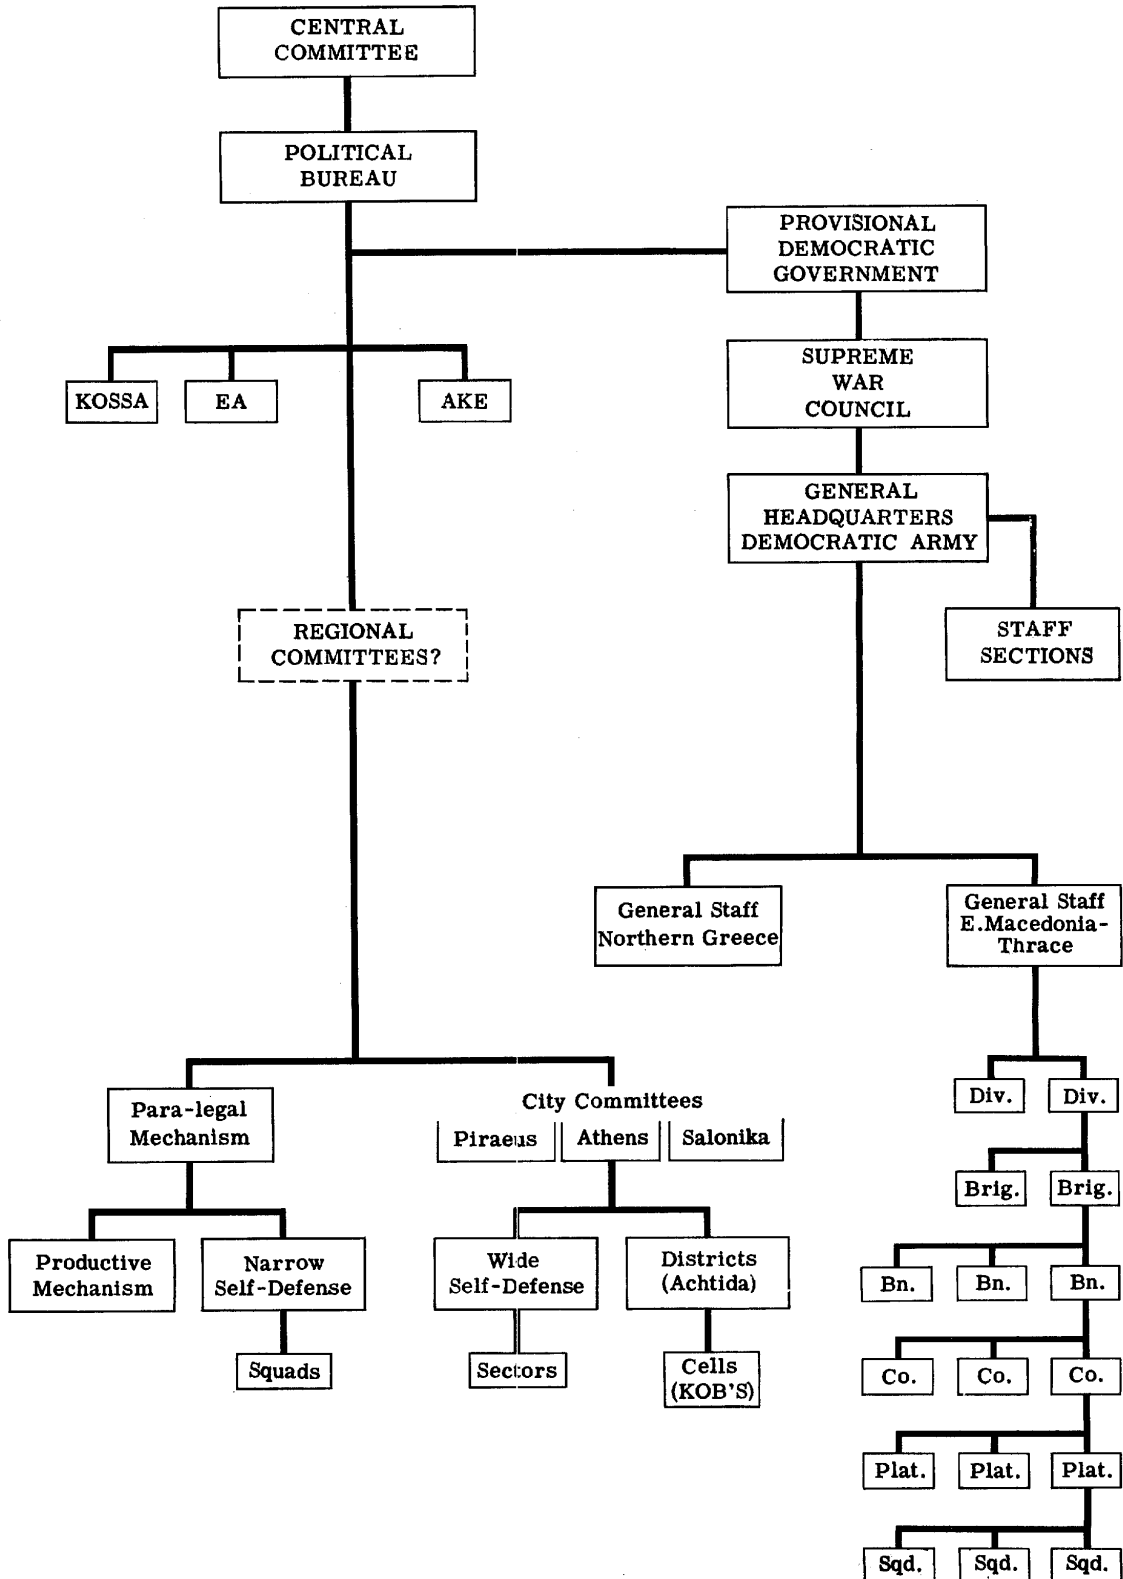 CENTRAL
COMMITTEE
POLITICAL
BUREAU
PROVISIONAL
DEMOCRATIC
GOVERNMENT
SUPREME
WAR
COUNCIL
KOSSA
EA
AKE
GENERAL
HEADQUARTERS
DEMOCRATIC ARMY
STAFF
SECTIONS
REGIONAL
COMMITTEES?
General Staff
Northern Greece
General Staff
E.Macedonia-
Thrace
Para-legal
Mechanism
City Committees
Piraeus
Athens
Salonika
Productive
Mechanism
Narrow
Self-Defense
Wide
Self-Defense
Districts
(Achtida)
Squads
Sectors
Cells
(KOB'S)
Div.
Div.
Brig.
Brig.
Bn.
Bn.
Bn.
Co.
Co.
Co.
Plat.
Plat.
Plat.
Sqd.
Sqd.
Sqd.